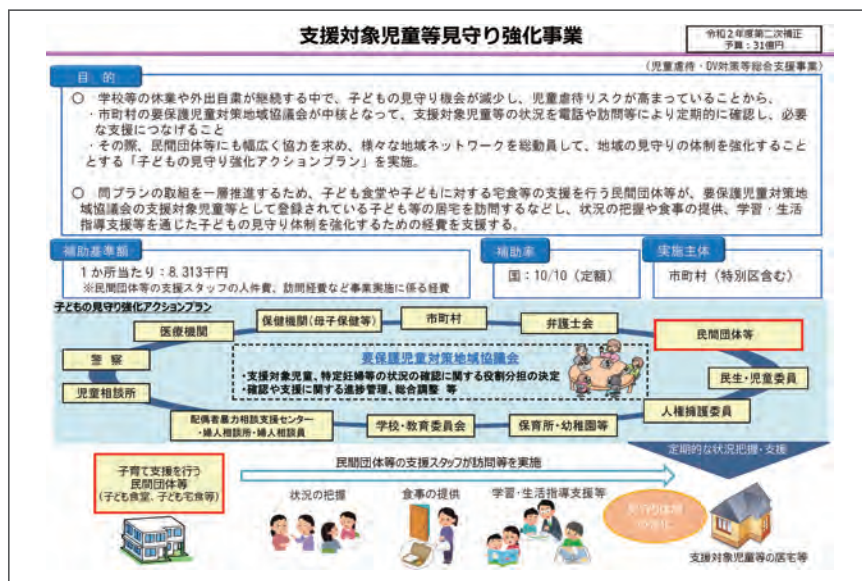 支援対象児童等見守り強化事業
令和2年度第二次補正
予算：31億円
（児童虐待・DV対策等総合支援事業）
目 的
○ 学校等の休業や外出自粛が継続する中で、子どもの見守り機会が減少し、児童虐待リスクが高まっていることから、
・市町村の要保護児童対策地域協議会が中核となって、支援対象児童等の状況を電話や訪問等により定期的に確認し、必要
な支援につなげること
・その際、民間団体等にも幅広く協力を求め、様々な地域ネットワークを総動員して、地域の見守りの体制を強化すること
とする「子どもの見守り強化アクションプラン」を実施。
○ 同プランの取組を一層推進するため、子ども食堂や子どもに対する宅食等の支援を行う民間団体等が、要保護児童対策地
域協議会の支援対象児童等として登録されている子ども等の居宅を訪問するなどし、状況の把握や食事の提供、学習・生活
指導支援等を通じた子どもの見守り体制を強化するための経費を支援する。
補助基準額
1か所当たり：8,313千円
※民間団体等の支援スタッフの人件費、訪問経費など事業実施に係る経費
補助率
国：10/10（定額）
実施主体
市町村（特別区含む）
子どもの見守り強化アクションプラン
医療機関
保健機関（母子保健等）
市町村
弁護士会
民間団体等
警 察
児童相談所
要保護児童対策地域協議会
・支援対象児童、特定妊婦等の状況の確認に関する役割分担の決定
・確認や支援に関する進捗管理、総合調整 等
民生・児童委員
人権擁護委員
配偶者暴力相談支援センター
・婦人相談所・婦人相談員
学校・教育委員会
保育所・幼稚園等
定期的な状況把握・支援
子育て支援を行う
民間団体等
（子ども食堂、子ども宅食等）
民間団体等の支援スタッフが訪問等を実施
状況の把握
食事の提供
学習・生活指導支援等
見守り体制
の強化
支援対象児童等の居宅等